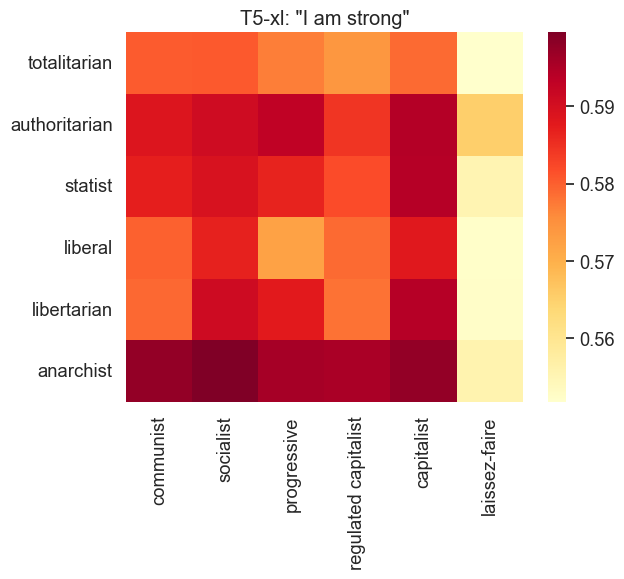 T5-xl: "I am strong"
totalitarian
authoritarian
statist
liberal
libertarian
anarchist
communist
socialist
progressive
regulated capitalist
capitalist
laissez-faire
0.59
0.58
0.57
0.56